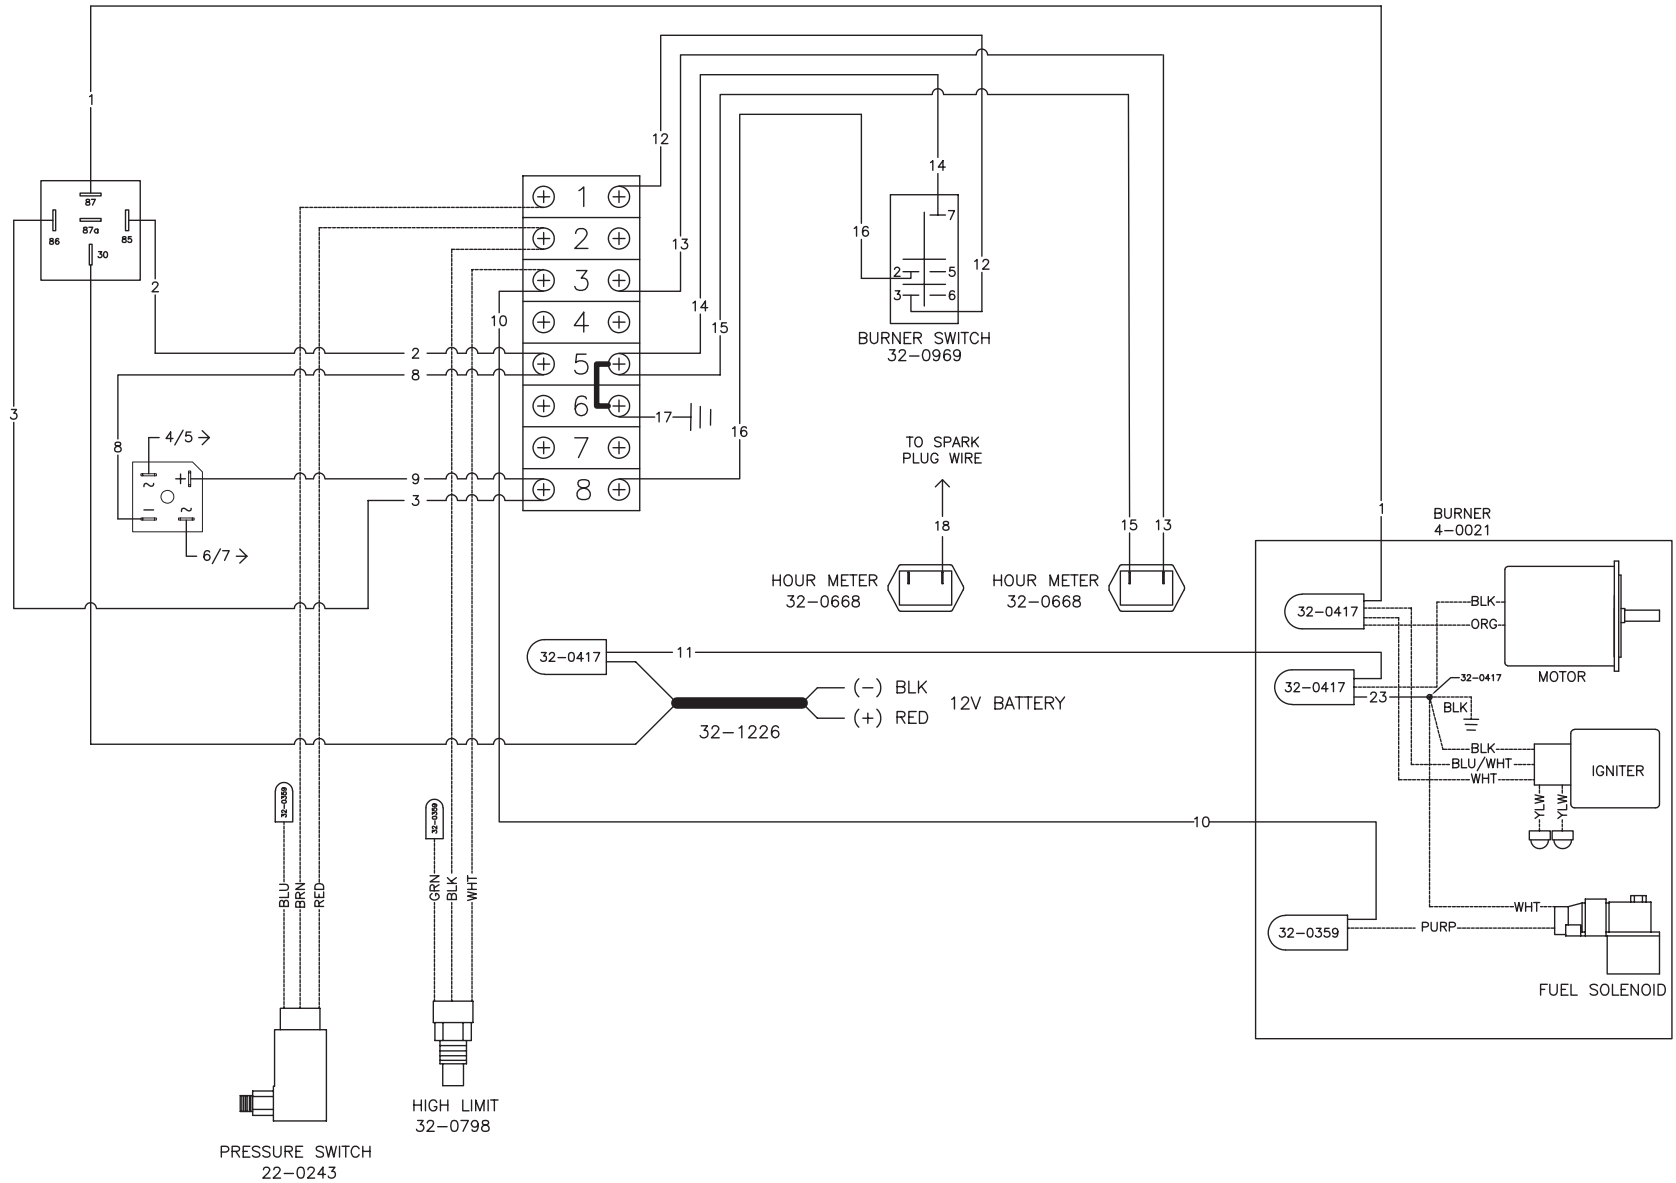 1
12
13
14
15
16
87
87a
86
85
30
2
3
1
2
3
4
5
6
7
8
10
2
8
9
3
8
4/5
+
~
−
~
6/7
17
14
16
12
7
2
5
3
6
BURNER SWITCH
32-0969
TO SPARK
PLUG WIRE
18
15
13
HOUR METER
32-0668
HOUR METER
32-0668
1
BURNER
4-0021
32-0417
BLK
ORG
MOTOR
32-0417
11
32-0417
23
32-0417
BLK
(-) BLK
(+) RED
12V BATTERY
32-1226
BLK
BLU/WHT
WHT
IGNITER
YLW
YLW
10
32-0359
32-0359
BLU
BRN
RED
GRN
BLK
WHT
WHT
32-0359
PURP
FUEL SOLENOID
HIGH LIMIT
32-0798
PRESSURE SWITCH
22-0243